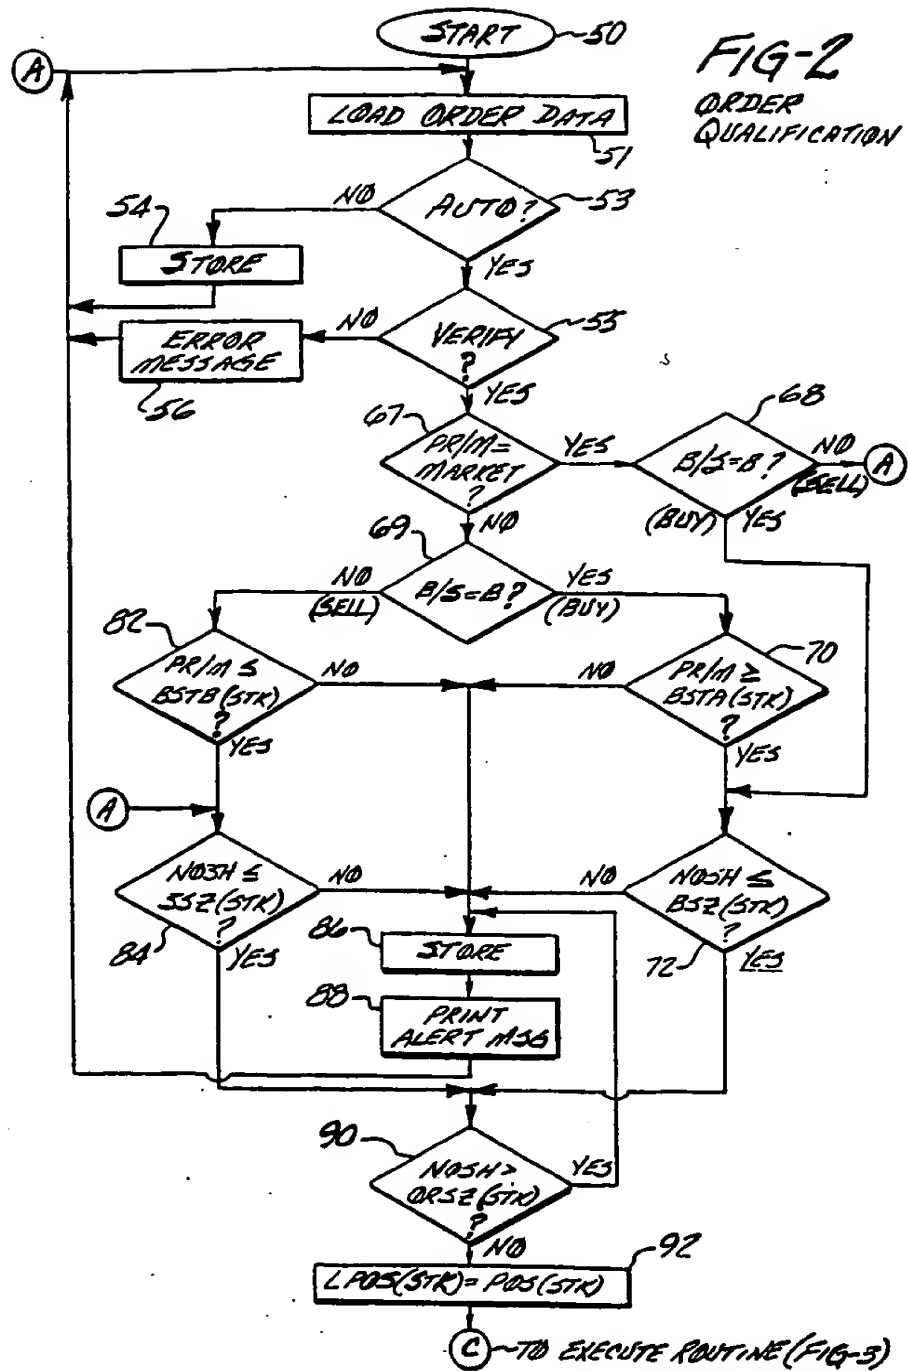 START
50
FIG-2
ORDER
QUALIFICATION
A
LOAD ORDER DATA
51
AUTO?
53
NO
YES
54
STORE
VERIFY
?
55
NO
YES
ERROR
MESSAGE
56
67
PR/M=
MARKET
?
YES
NO
68
B/S=B?
NO
(SELL)
A
(BUY)
YES
69
B/S=B?
NO
(SELL)
YES
(BUY)
82
PR/M ≤
BSTB(STK)
?
NO
YES
70
PR/M ≥
BSTA(STK)
?
NO
YES
A
NOSH ≤
SSZ(STK)
?
84
NO
YES
NOSH ≤
BSZ(STK)
?
72
NO
YES
86
STORE
88
PRINT
ALERT MSG
90
NOSH >
ORSZ(STK)
?
YES
NO
92
LPOS(STK)=POS(STK)
C
TO EXECUTE ROUTINE (FIG-3)